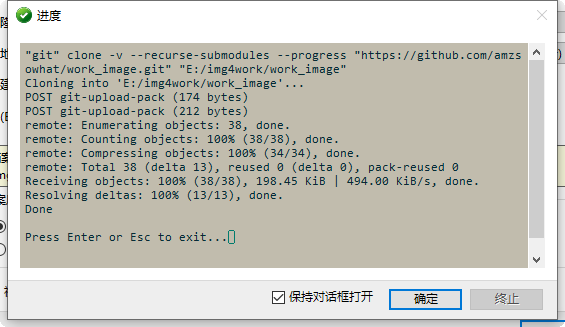 进度
"git" clone -v --recurse-submodules --progress "https://github.com/amzs
owhat/work_image.git" "E:/img4work/work_image"
Cloning into 'E:/img4work/work_image'...
POST git-upload-pack (174 bytes)
POST git-upload-pack (212 bytes)
remote: Enumerating objects: 38, done.
remote: Counting objects: 100% (38/38), done.
remote: Compressing objects: 100% (34/34), done.
remote: Total 38 (delta 13), reused 0 (delta 0), pack-reused 0
Receiving objects: 100% (38/38), 198.45 KiB | 494.00 KiB/s, done.
Resolving deltas: 100% (13/13), done.
Done
Press Enter or Esc to exit...
保持对话框打开
确定
终止